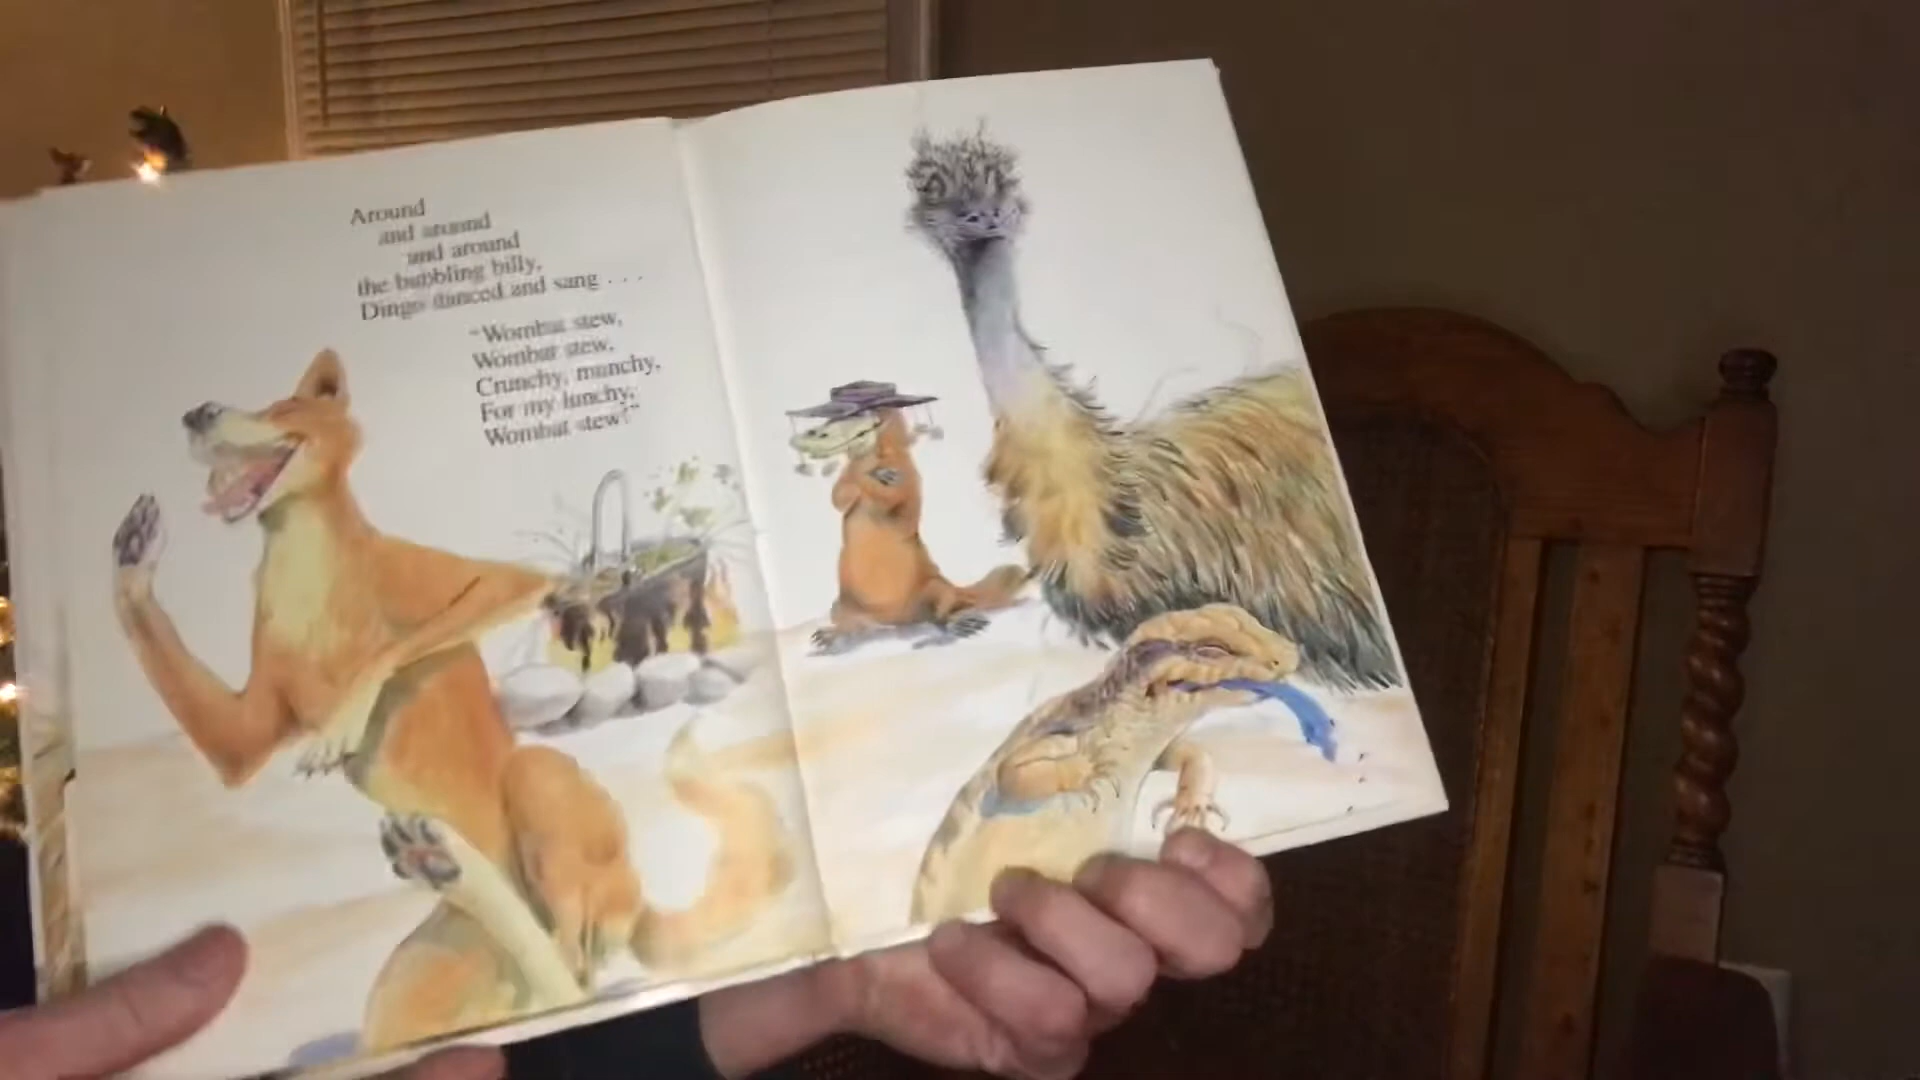 Around
and around
and around
the bubbling billy,
Dingo danced and sang . . .
"Wombat stew,
Wombat stew,
Crunchy, munchy,
For my lunchy,
Wombat stew!"